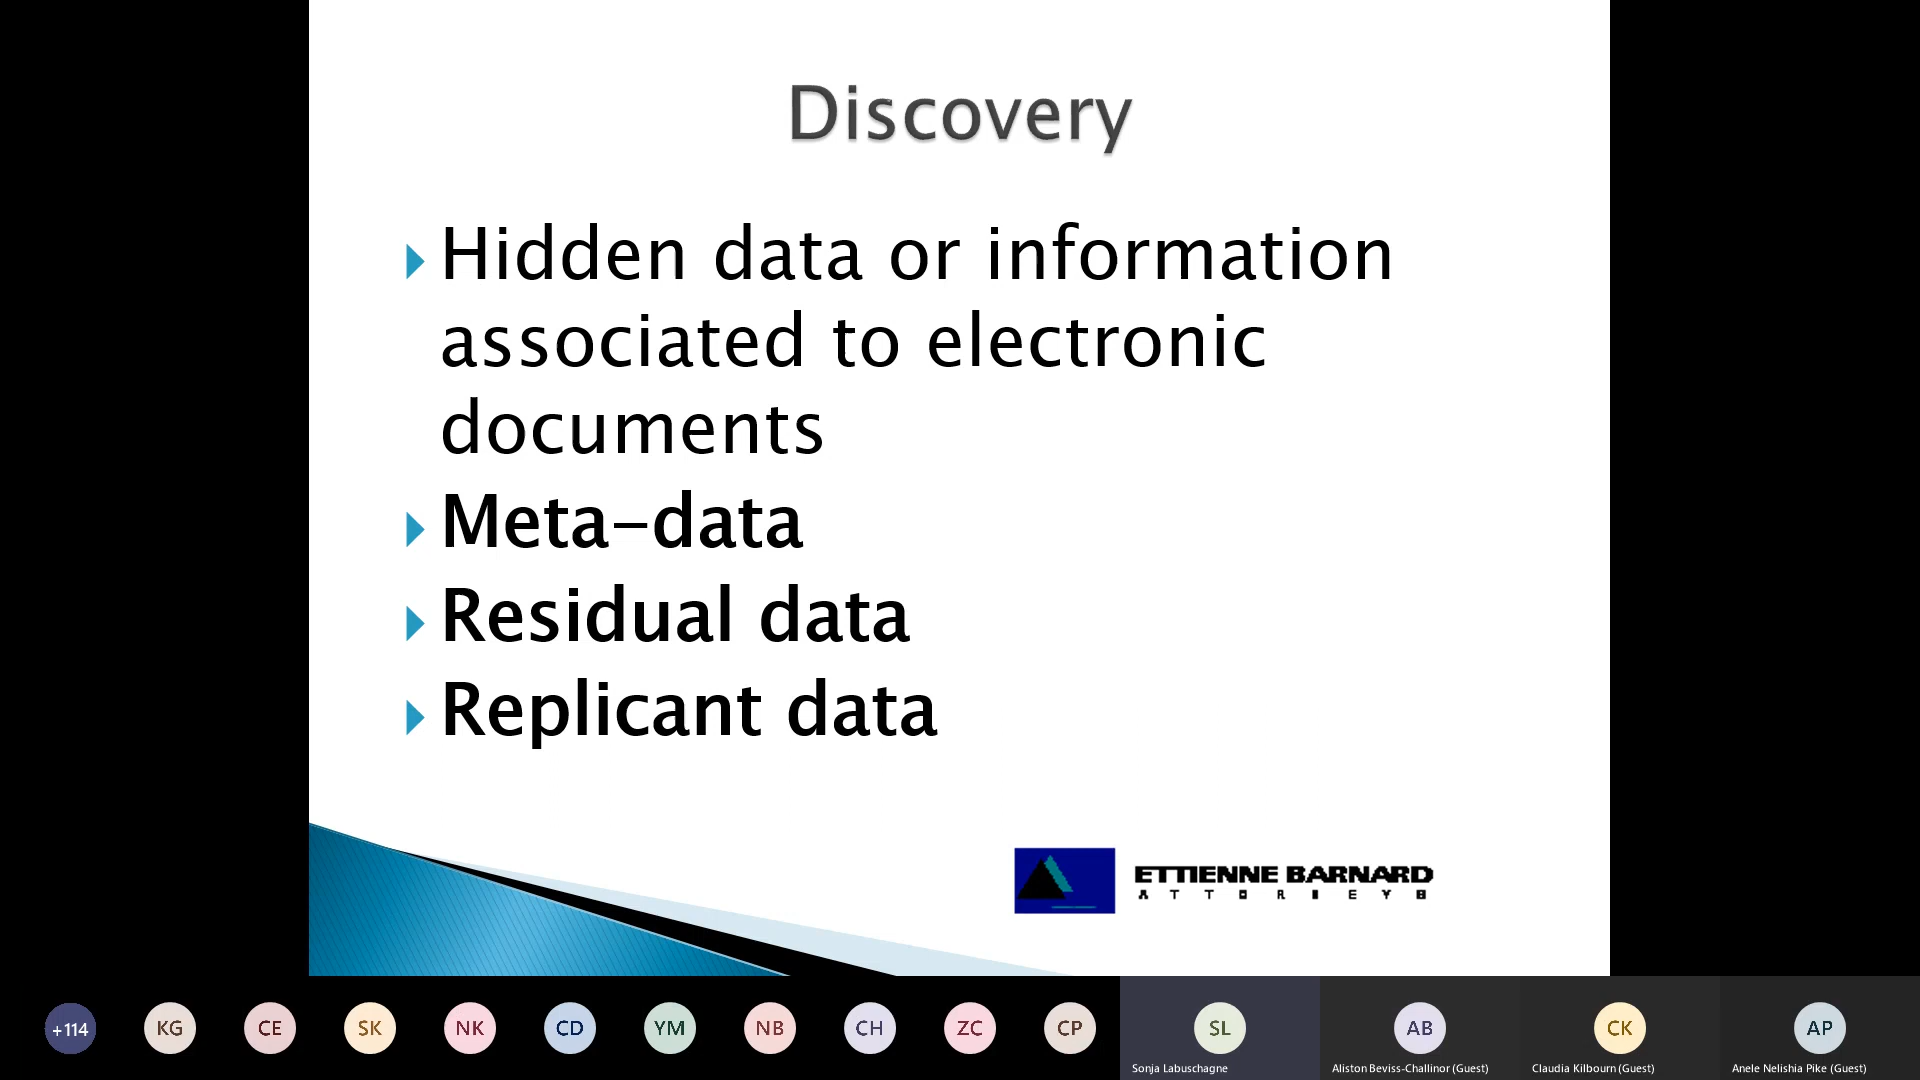 Discovery
Hidden data or information
associated to electronic
documents
Meta-data
Residual data
Replicant data
ETTIENNE BARNARD
ATTORNEYS
+114
KG
CE
SK
NK
CD
YM
NB
CH
ZC
CP
SL
AB
CK
AP
Sonja Labuschagne
Aliston Beviss-Challinor (Guest)
Claudia Kilbourn (Guest)
Anele Nelishia Pike (Guest)